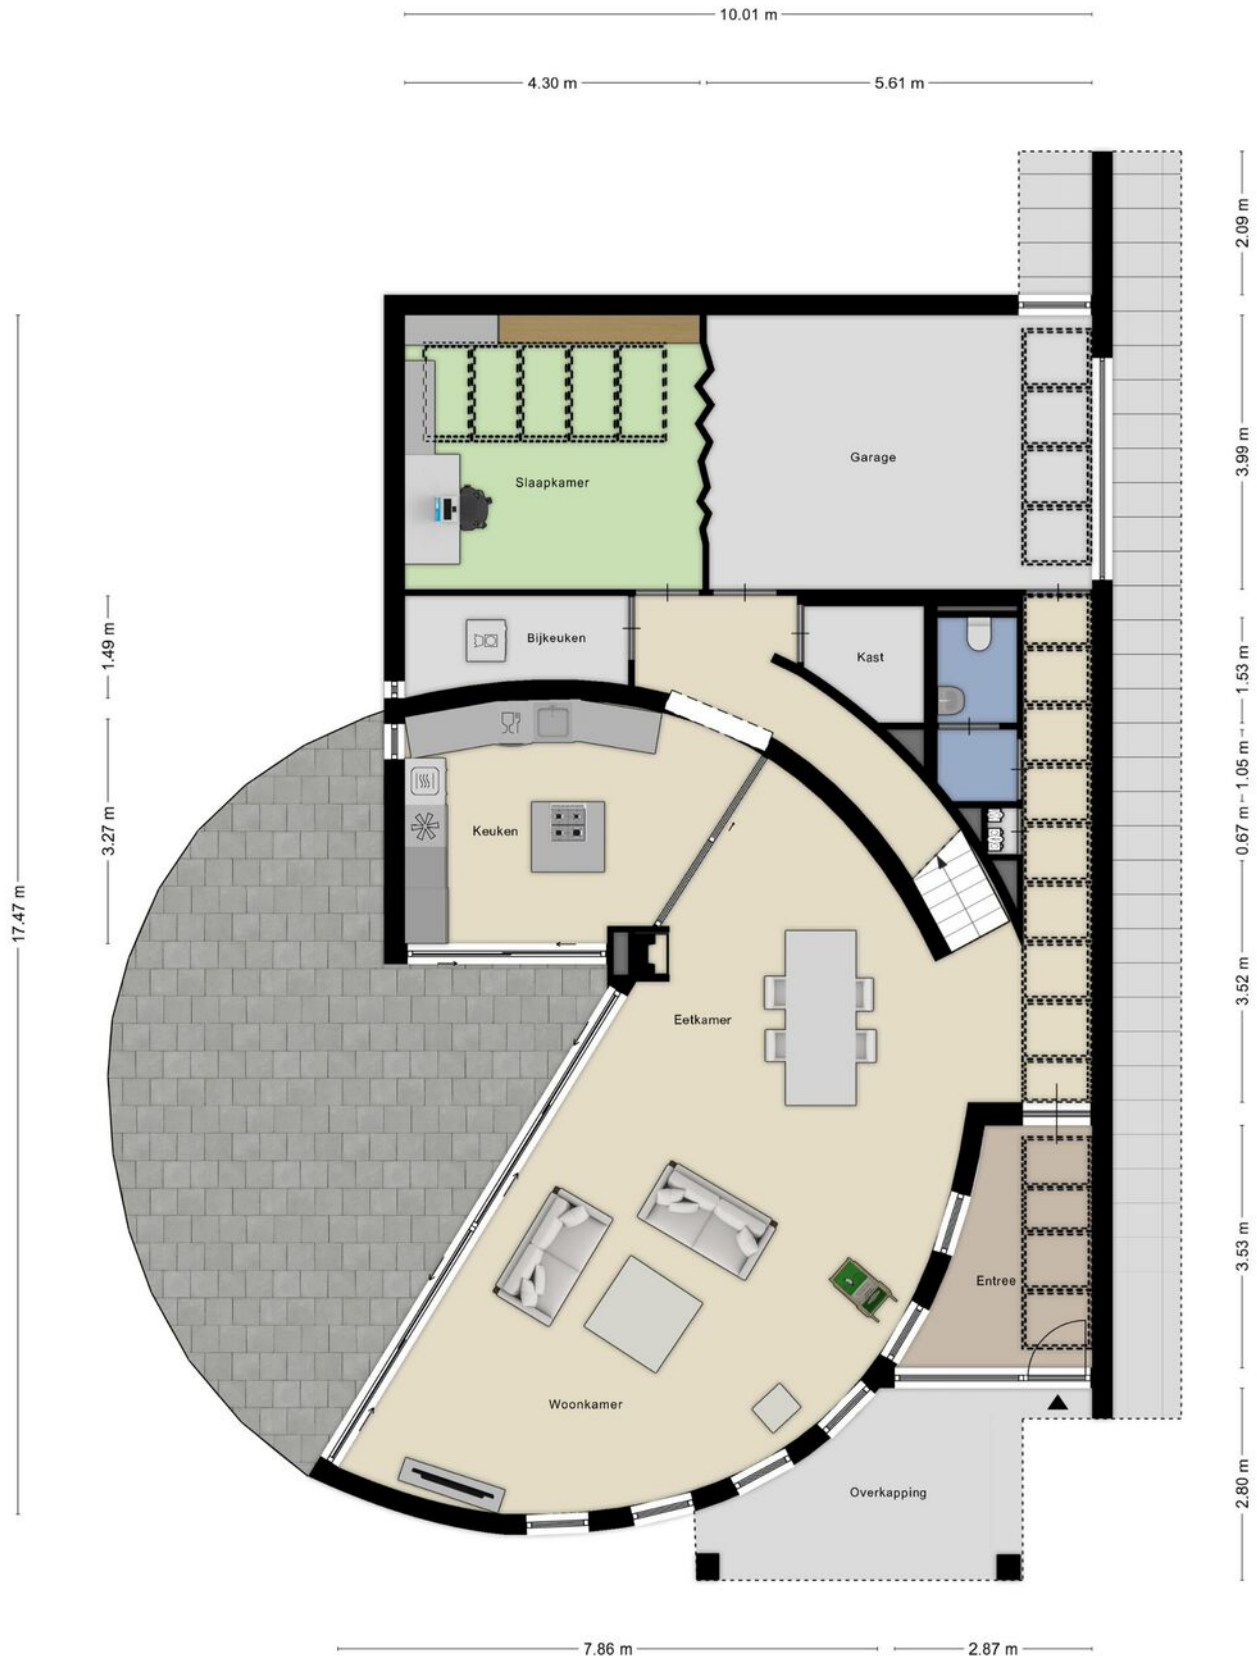 10.01 m
4.30 m
5.61 m
2.09 m
3.99 m
Garage
Slaapkamer
1.49 m
Bijkeuken
Kast
1.53 m
1.05 m
0.67 m
3.27 m
Keuken
17.47 m
3.52 m
Eetkamer
3.53 m
Entree
Woonkamer
Overkapping
2.80 m
7.86 m
2.87 m